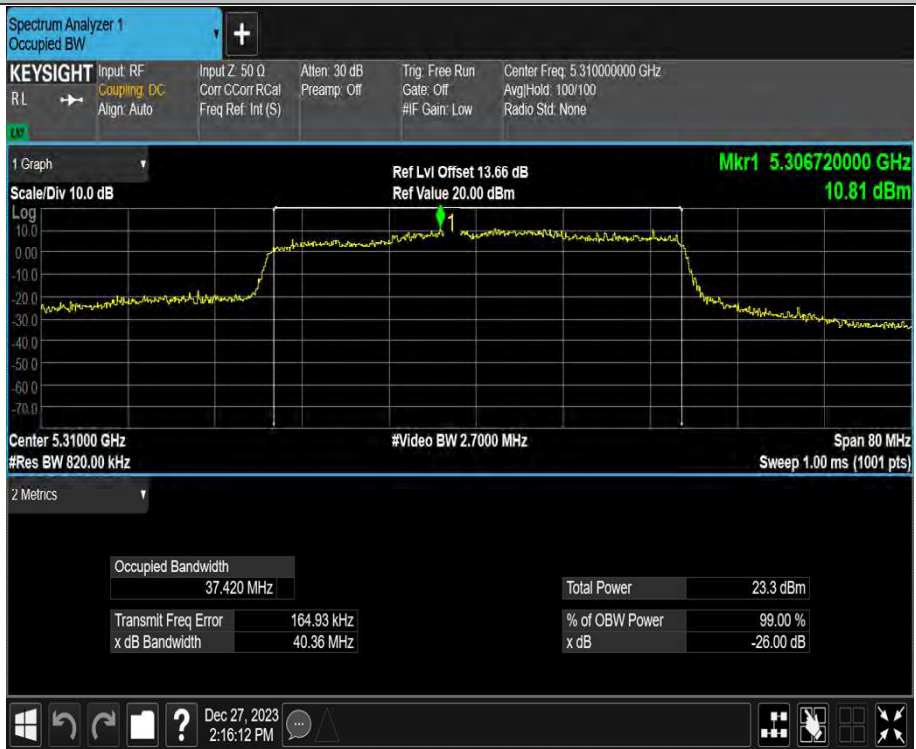 Spectrum Analyzer 1
Occupied BW
+
KEYSIGHT
RL
Input: RF
Coupling: DC
Align: Auto
Input Z: 50 Ω
Corr CCorr RCal
Freq Ref: Int (S)
Atten: 30 dB
Preamp: Off
Trig: Free Run
Gate: Off
#IF Gain: Low
Center Freq: 5.310000000 GHz
Avg|Hold: 100/100
Radio Std: None
1 Graph
Scale/Div 10.0 dB
Ref Lvl Offset 13.66 dB
Ref Value 20.00 dBm
Mkr1 5.306720000 GHz
10.81 dBm
Log
10.0
0.00
-10.0
-20.0
-30.0
-40.0
-50.0
-60.0
-70.0
1
Center 5.31000 GHz
#Res BW 820.00 kHz
#Video BW 2.7000 MHz
Span 80 MHz
Sweep 1.00 ms (1001 pts)
2 Metrics
Occupied Bandwidth
37.420 MHz
Transmit Freq Error 164.93 kHz
x dB Bandwidth 40.36 MHz
Total Power 23.3 dBm
% of OBW Power 99.00 %
x dB -26.00 dB
?
Dec 27, 2023
2:16:12 PM